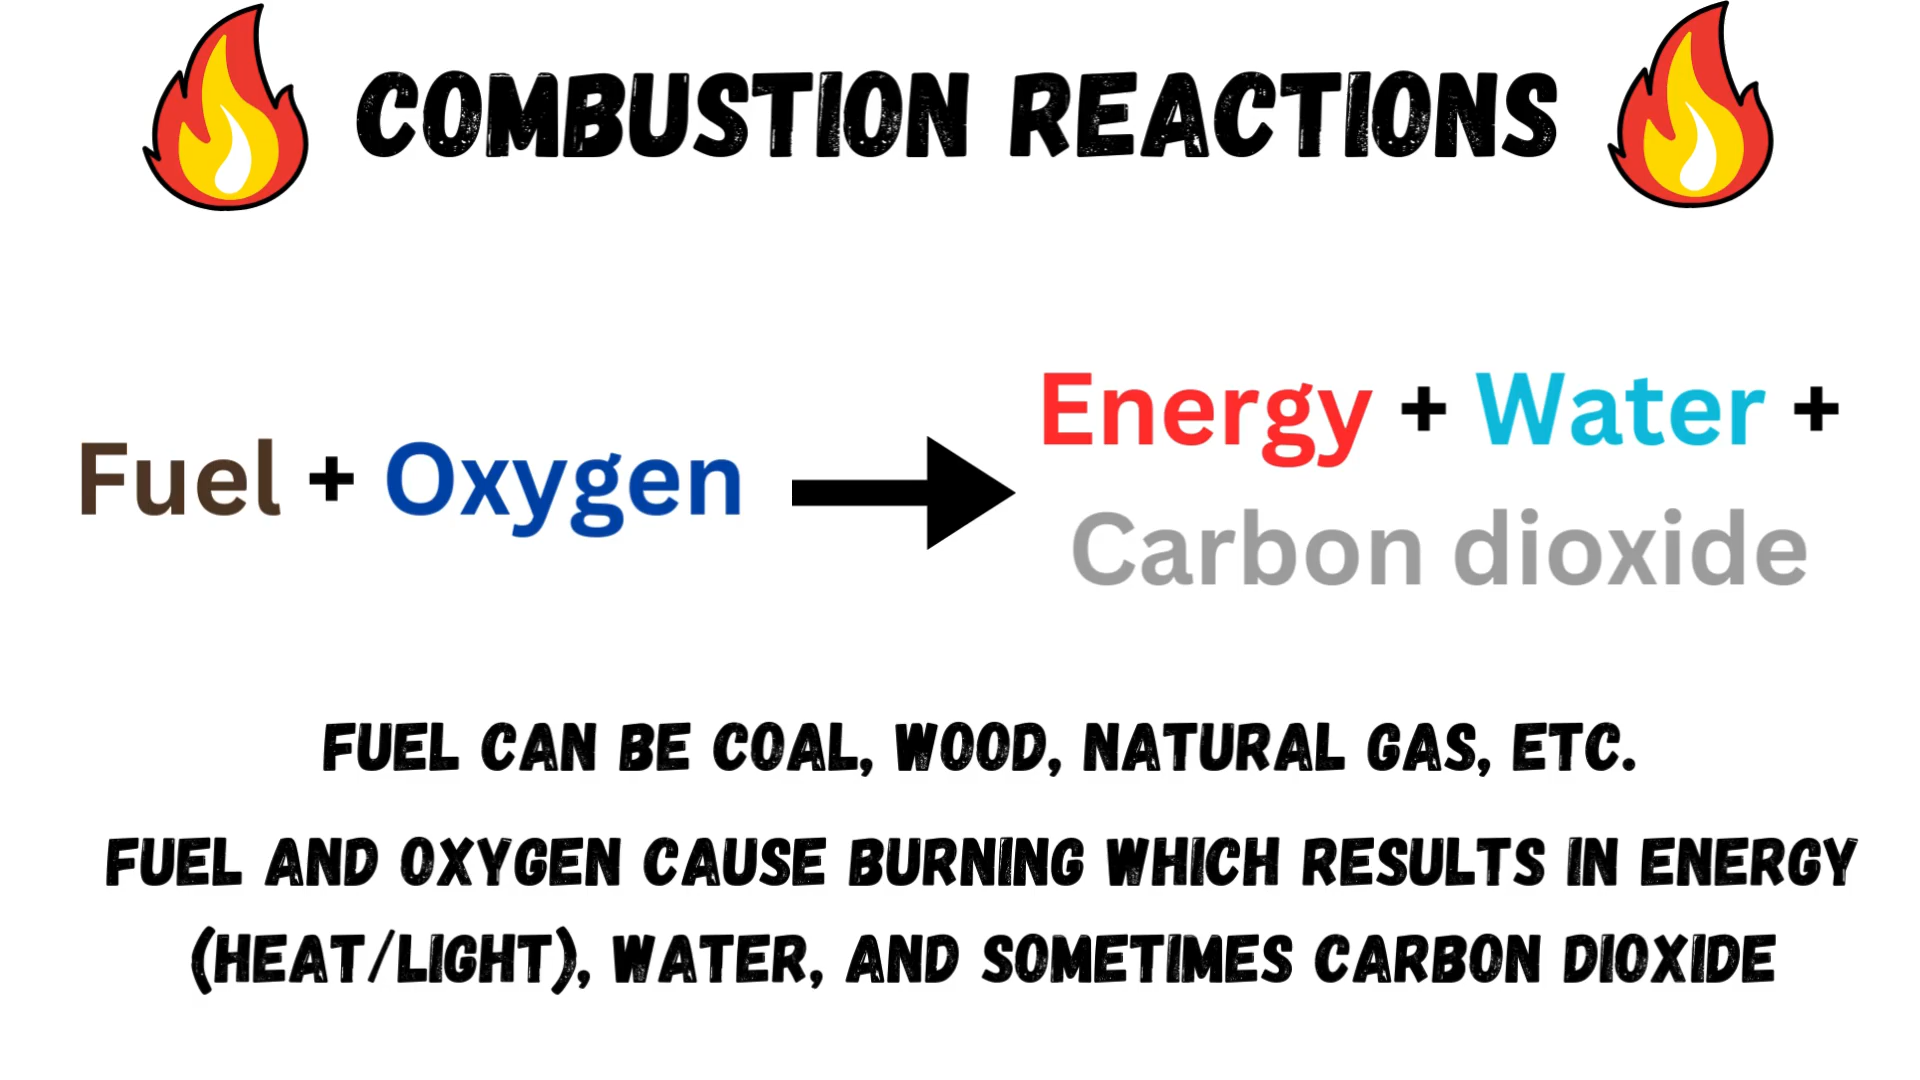 COMBUSTION REACTIONS
Fuel + Oxygen
Energy + Water +
Carbon dioxide
FUEL CAN BE COAL, WOOD, NATURAL GAS, ETC.
FUEL AND OXYGEN CAUSE BURNING WHICH RESULTS IN ENERGY
(HEAT/LIGHT), WATER, AND SOMETIMES CARBON DIOXIDE